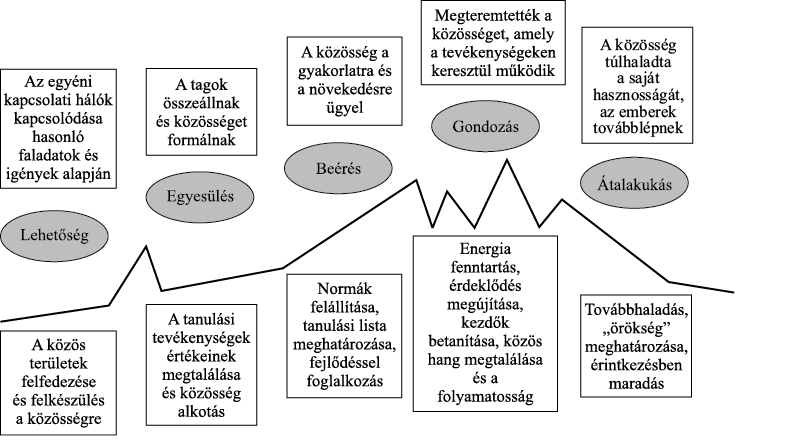 Az egyéni
kapcsolati hálók
kapcsolódása
hasonló
faladatok és
igények alapján
Lehetőség
A közös
területek
felfedezése
és felkészülés
a közösségre
A tagok
összeállnak
és közösséget
formálnak
Egyesülés
A tanulási
tevékenységek
értékeinek
megtalálása
és közösség
alkotás
A közösség a
gyakorlatra és
a növekedésre
ügyel
Beérés
Normák
felállítása,
tanulási lista
meghatározása,
fejlődéssel
foglalkozás
Megteremtették a
közösséget, amely
a tevékenységeken
keresztül működik
Gondozás
Energia
fenntartás,
érdeklődés
megújítása,
kezdők
betanítása, közös
hang megtalálása
és a
folyamatosság
A közösség
túlhaladta
a saját
hasznosságát,
az emberek
továbblépnek
Átalakukás
Továbbhaladás,
„örökség”
meghatározása,
érintkezésben
maradás